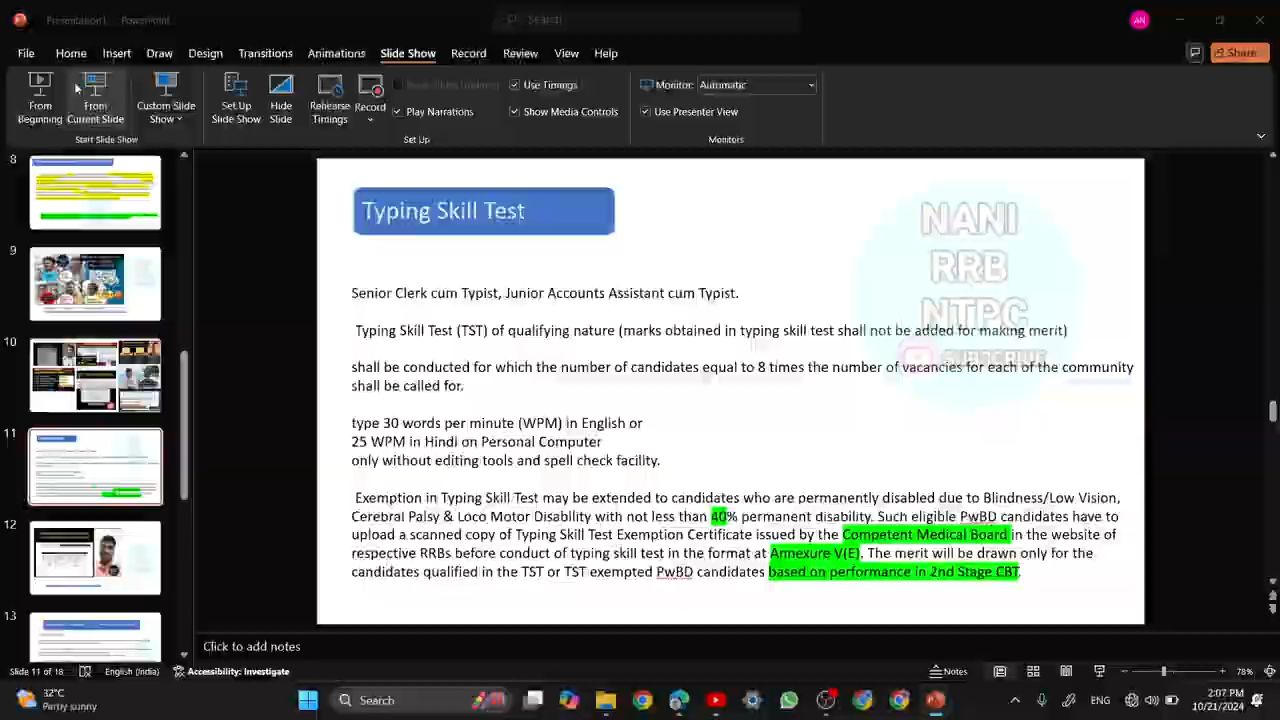 Presentation1 - PowerPoint
Search
AN
File Home Insert Draw Design Transitions Animations Slide Show Record Review View Help
Share
From Beginning
From Current Slide
Custom Slide Show
Set Up Slide Show
Hide Slide
Rehearse Timings
Record
Play Narrations
Use Timings
Show Media Controls
Monitor: Automatic
Use Presenter View
Start Slide Show
Set Up
Monitors
8
9
10
11
12
13
Typing Skill Test
NANI
RRB
NTPC
SUBSCRIBE
Senior Clerk cum Typist, Junior Accounts Assistant cum Typist.
Typing Skill Test (TST) of qualifying nature (marks obtained in typing skill test shall not be added for making merit)
shall be conducted for which the number of candidates equal to 8 times the number of vacancies for each of the community
shall be called for,
type 30 words per minute (WPM) in English or
25 WPM in Hindi on Personal Computer
only without editing tools and spell check facility.
Exemption in Typing Skill Test may be extended to candidates who are permanently disabled due to Blindness/Low Vision,
Cerebral Palsy & Loco Motor Disability with not less than 40% permanent disability. Such eligible PwBD candidates have to
upload a scanned copy of Typing Skill Test Exemption Certificate issued by the Competent Medical Board in the website of
respective RRBs before conduct of typing skill test in the format at Annexure V(E). The merit will be drawn only for the
candidates qualified in the TST or TST exempted PwBD candidates based on performance in 2nd Stage CBT.
Click to add notes
Slide 11 of 18 English (India) Accessibility: Investigate Notes 78%
32°C
Partly sunny
Search
ENG
2:07 PM
10/21/2024